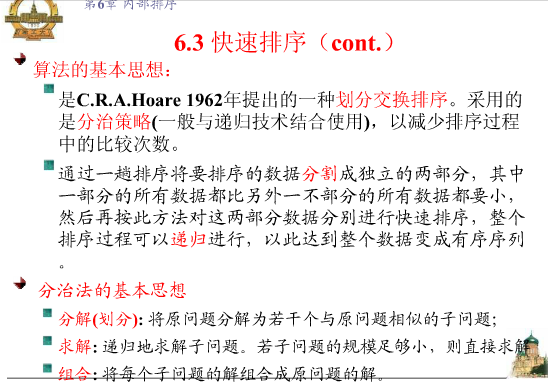 第6章 内部排序
6.3 快速排序（cont.）
算法的基本思想：
是C.R.A.Hoare 1962年提出的一种划分交换排序。采用的
是分治策略(一般与递归技术结合使用)，以减少排序过程
中的比较次数。
通过一趟排序将要排序的数据分割成独立的两部分，其中
一部分的所有数据都比另外一不部分的所有数据都要小，
然后再按此方法对这两部分数据分别进行快速排序，整个
排序过程可以递归进行，以此达到整个数据变成有序序列
。
分治法的基本思想
分解(划分): 将原问题分解为若干个与原问题相似的子问题；
求解: 递归地求解子问题。若子问题的规模足够小，则直接求解
组合: 将每个子问题的解组合成原问题的解。